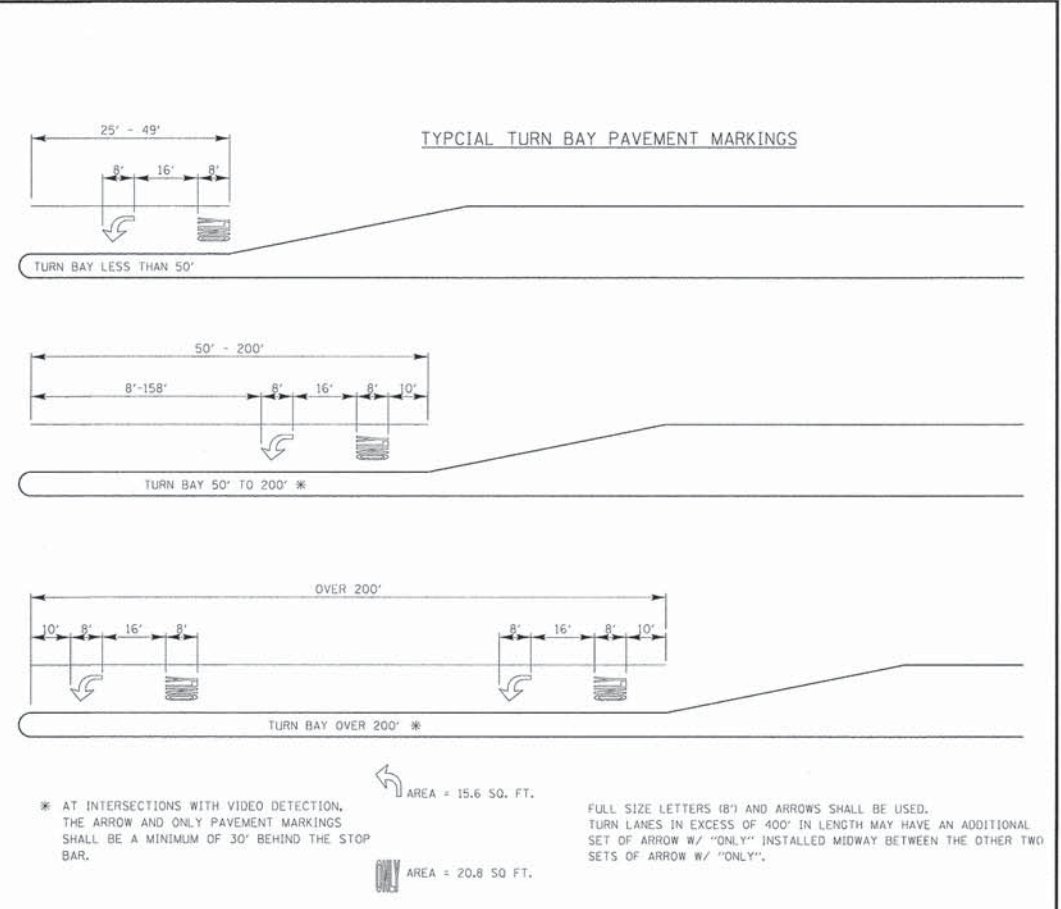 TYPCIAL TURN BAY PAVEMENT MARKINGS
25' - 49'
8' 16' 8'
ONLY
TURN BAY LESS THAN 50'
50' - 200'
8'-158' 8' 16' 8' 10'
ONLY
TURN BAY 50' TO 200' *
OVER 200'
10' 8' 16' 8' 8' 16' 8' 10'
ONLY ONLY
TURN BAY OVER 200' *
* AT INTERSECTIONS WITH VIDEO DETECTION,
THE ARROW AND ONLY PAVEMENT MARKINGS
SHALL BE A MINIMUM OF 30' BEHIND THE STOP
BAR.
AREA = 15.6 SQ. FT.
ONLY AREA = 20.8 SQ FT.
FULL SIZE LETTERS (8') AND ARROWS SHALL BE USED.
TURN LANES IN EXCESS OF 400' IN LENGTH MAY HAVE AN ADDITIONAL
SET OF ARROW W/ "ONLY" INSTALLED MIDWAY BETWEEN THE OTHER TWO
SETS OF ARROW W/ "ONLY".